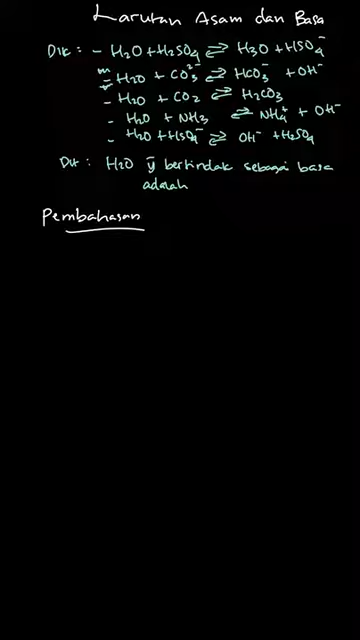 Larutan Asam dan Basa
Dik : - H2O + H2SO4 ⇌ H3O + HSO4⁻
- H2O + CO3²⁻ ⇌ HCO3⁻ + OH⁻
- H2O + CO2 ⇌ H2CO3
- H2O + NH3 ⇌ NH4⁺ + OH⁻
- H2O + HSO4⁻ ⇌ OH⁻ + H2SO4
Dit : H2O ȳ bertindak sebagai basa
adalah
Pembahasan